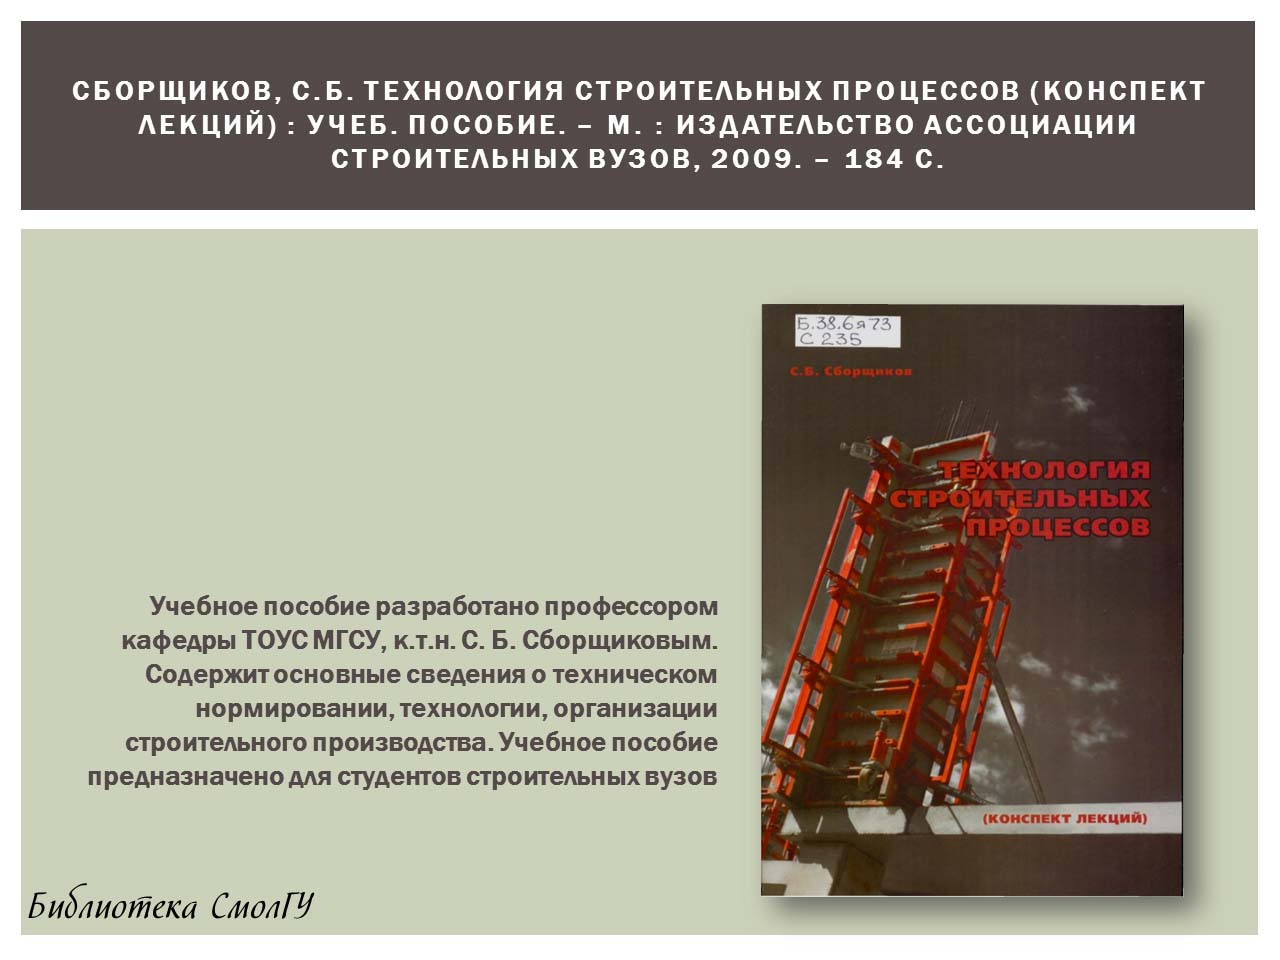 СБОРЩИКОВ, С.Б. ТЕХНОЛОГИЯ СТРОИТЕЛЬНЫХ ПРОЦЕССОВ (КОНСПЕКТ
ЛЕКЦИЙ) : УЧЕБ. ПОСОБИЕ. – М. : ИЗДАТЕЛЬСТВО АССОЦИАЦИИ
СТРОИТЕЛЬНЫХ ВУЗОВ, 2009. – 184 С.
Учебное пособие разработано профессором
кафедры ТОУС МГСУ, к.т.н. С. Б. Сборщиковым.
Содержит основные сведения о техническом
нормировании, технологии, организации
строительного производства. Учебное пособие
предназначено для студентов строительных вузов
Б.38.6я73
С 235
С.Б. Сборщиков
ТЕХНОЛОГИЯ
СТРОИТЕЛЬНЫХ
ПРОЦЕССОВ
(КОНСПЕКТ ЛЕКЦИЙ)
Библиотека СмолГУ